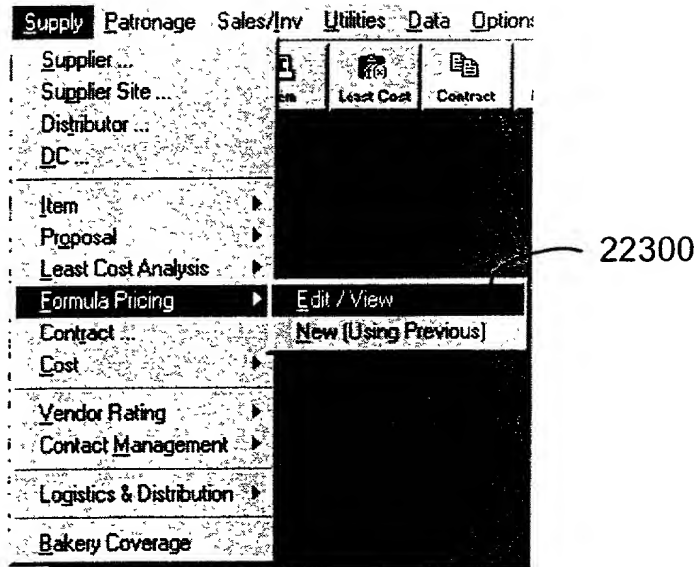 Supply Patronage Sales/Inv Utilities Data Option
Supplier ...
Supplier Site ...
Least Cost Contract
Distributor ...
DC ...
Item
Proposal
Least Cost Analysis
22300
Formula Pricing Edit / View
Contract ... New (Using Previous)
Cost
Vendor Rating
Contact Management
Logistics & Distribution
Bakery Coverage